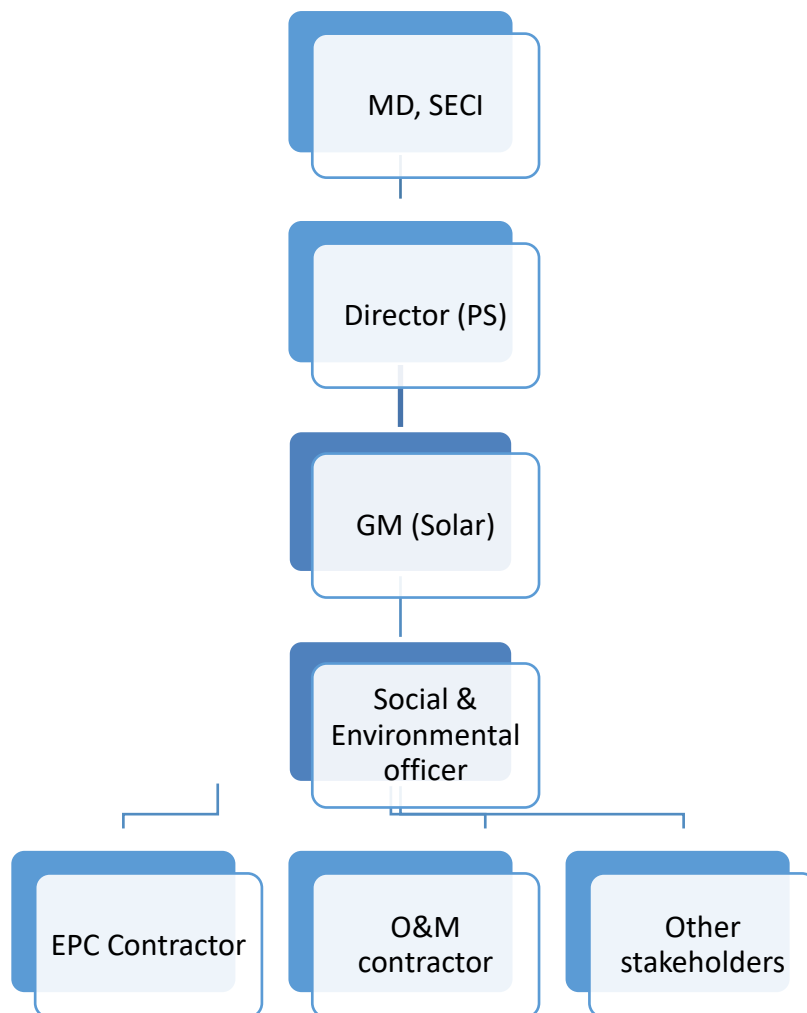 MD, SECI
Director (PS)
GM (Solar)
Social &
Environmental
officer
EPC Contractor
O&M
contractor
Other
stakeholders